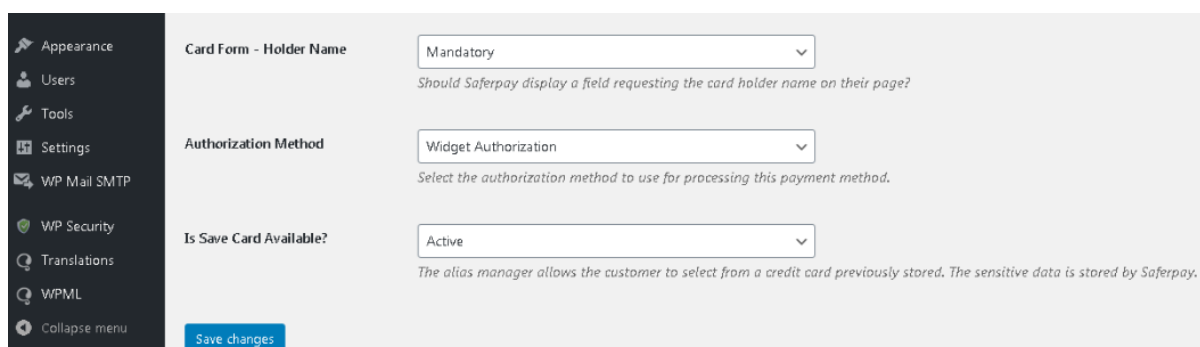 Appearance
Users
Tools
Settings
WP Mail SMTP
WP Security
Translations
WPML
Collapse menu
Card Form - Holder Name
Mandatory
Should Saferpay display a field requesting the card holder name on their page?
Authorization Method
Widget Authorization
Select the authorization method to use for processing this payment method.
Is Save Card Available?
Active
The alias manager allows the customer to select from a credit card previously stored. The sensitive data is stored by Saferpay.
Save changes